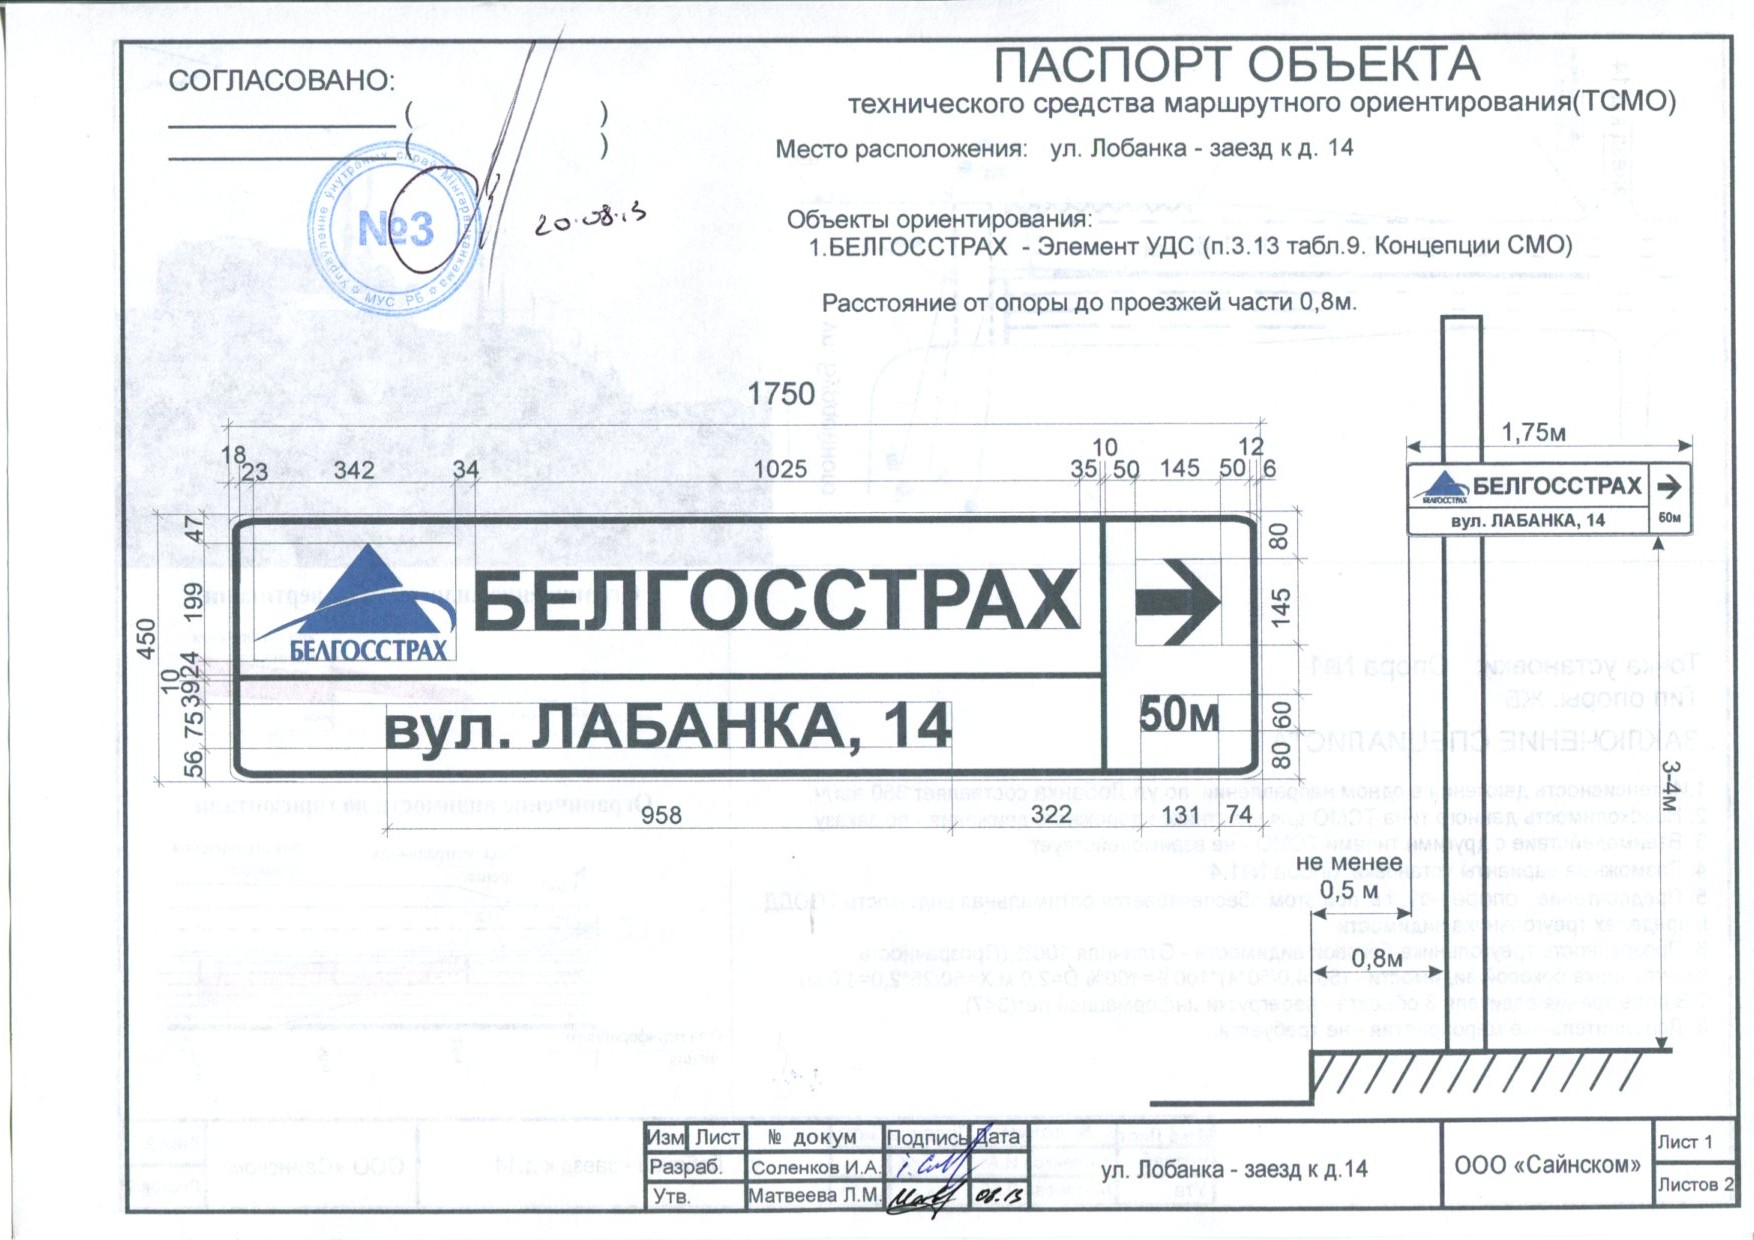 СОГЛАСОВАНО:
( )
( )
Упраўленне ўнутраных спраў Мінгарвыканкама
МУС РБ
№3
20.08.13
ПАСПОРТ ОБЪЕКТА
технического средства маршрутного ориентирования(ТСМО)
Место расположения: ул. Лобанка - заезд к д. 14
Объекты ориентирования:
1.БЕЛГОССТРАХ - Элемент УДС (п.3.13 табл.9. Концепции СМО)
Расстояние от опоры до проезжей части 0,8м.
1750
18 23 342 34 1025 35 10 50 145 50 12 6
450
47 199 24 10 39 75 56
БЕЛГОССТРАХ
БЕЛГОССТРАХ
вул. ЛАБАНКА, 14
50м
80 145 60 80
958 322 131 74
1,75м
БЕЛГОССТРАХ
БЕЛГОССТРАХ
вул. ЛАБАНКА, 14
50м
3-4м
не менее
0,5 м
0,8м
Изм Лист № докум Подпись Дата
Разраб. Соленков И.А.
Утв. Матвеева Л.М. 08.13
ул. Лобанка - заезд к д.14
ООО «Сайнском»
Лист 1
Листов 2